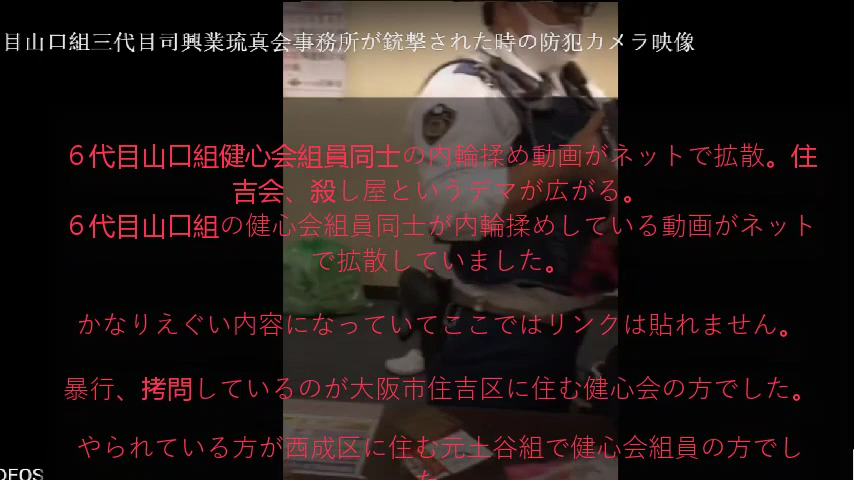 目山口組三代目司興業琉真会事務所が銃撃された時の防犯カメラ映像
６代目山口組健心会組員同士の内輪揉め動画がネットで拡散。住
吉会、殺し屋というデマが広がる。
６代目山口組の健心会組員同士が内輪揉めしている動画がネット
で拡散していました。
かなりえぐい内容になっていてここではリンクは貼れません。
暴行、拷問しているのが大阪市住吉区に住む健心会の方でした。
やられている方が西成区に住む元土谷組で健心会組員の方でし
た